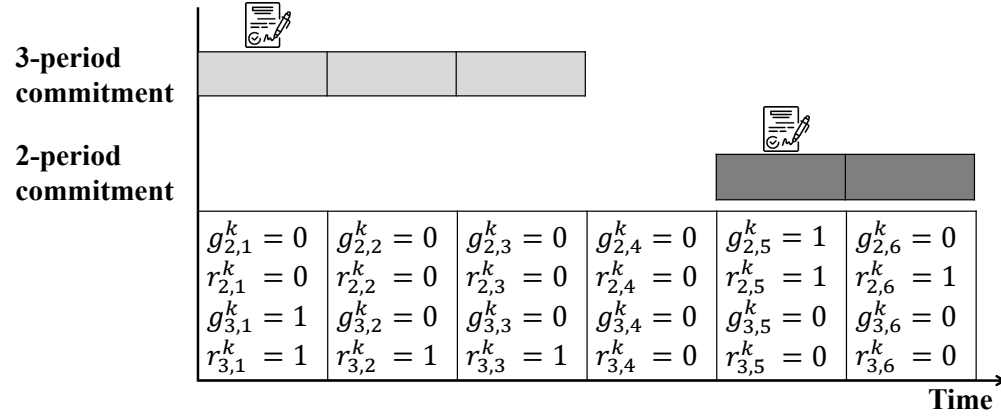 3-period
commitment
2-period
commitment
g^k_{2,1} = 0 g^k_{2,2} = 0 g^k_{2,3} = 0 g^k_{2,4} = 0 g^k_{2,5} = 1 g^k_{2,6} = 0
r^k_{2,1} = 0 r^k_{2,2} = 0 r^k_{2,3} = 0 r^k_{2,4} = 0 r^k_{2,5} = 1 r^k_{2,6} = 1
g^k_{3,1} = 1 g^k_{3,2} = 0 g^k_{3,3} = 0 g^k_{3,4} = 0 g^k_{3,5} = 0 g^k_{3,6} = 0
r^k_{3,1} = 1 r^k_{3,2} = 1 r^k_{3,3} = 1 r^k_{3,4} = 0 r^k_{3,5} = 0 r^k_{3,6} = 0
Time